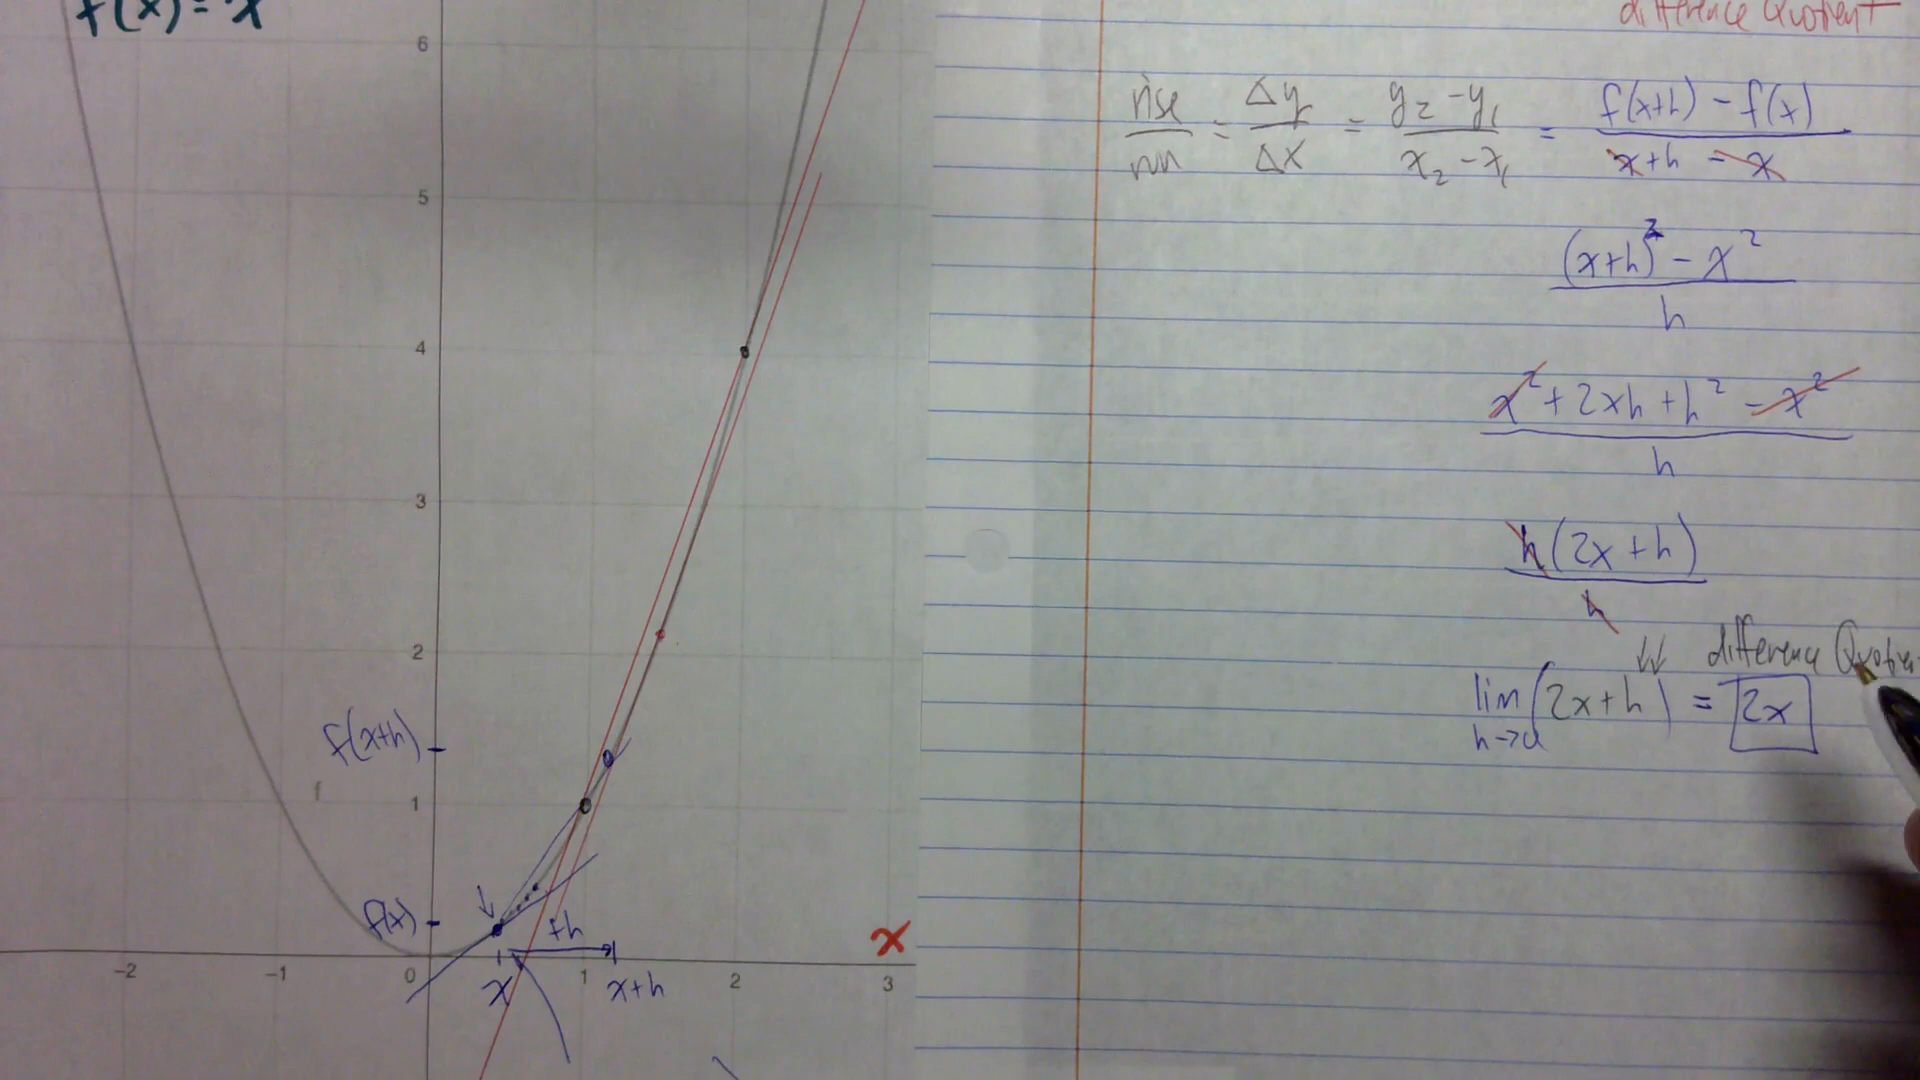 f(x) = x
6
5
4
3
2
f(x+h)
1
f
f(x)
+h
x
-2
-1
0
1
2
3
x
x+h
difference Quotient
rise/run = Δy/Δx = y₂ - y₁/x₂ - x₁ = f(x+h) - f(x)/x+h - x
(x+h)² - x²/h
x² + 2xh + h² - x²/h
h(2x+h)/h
difference Quotien
lim h→0 (2x+h) = 2x